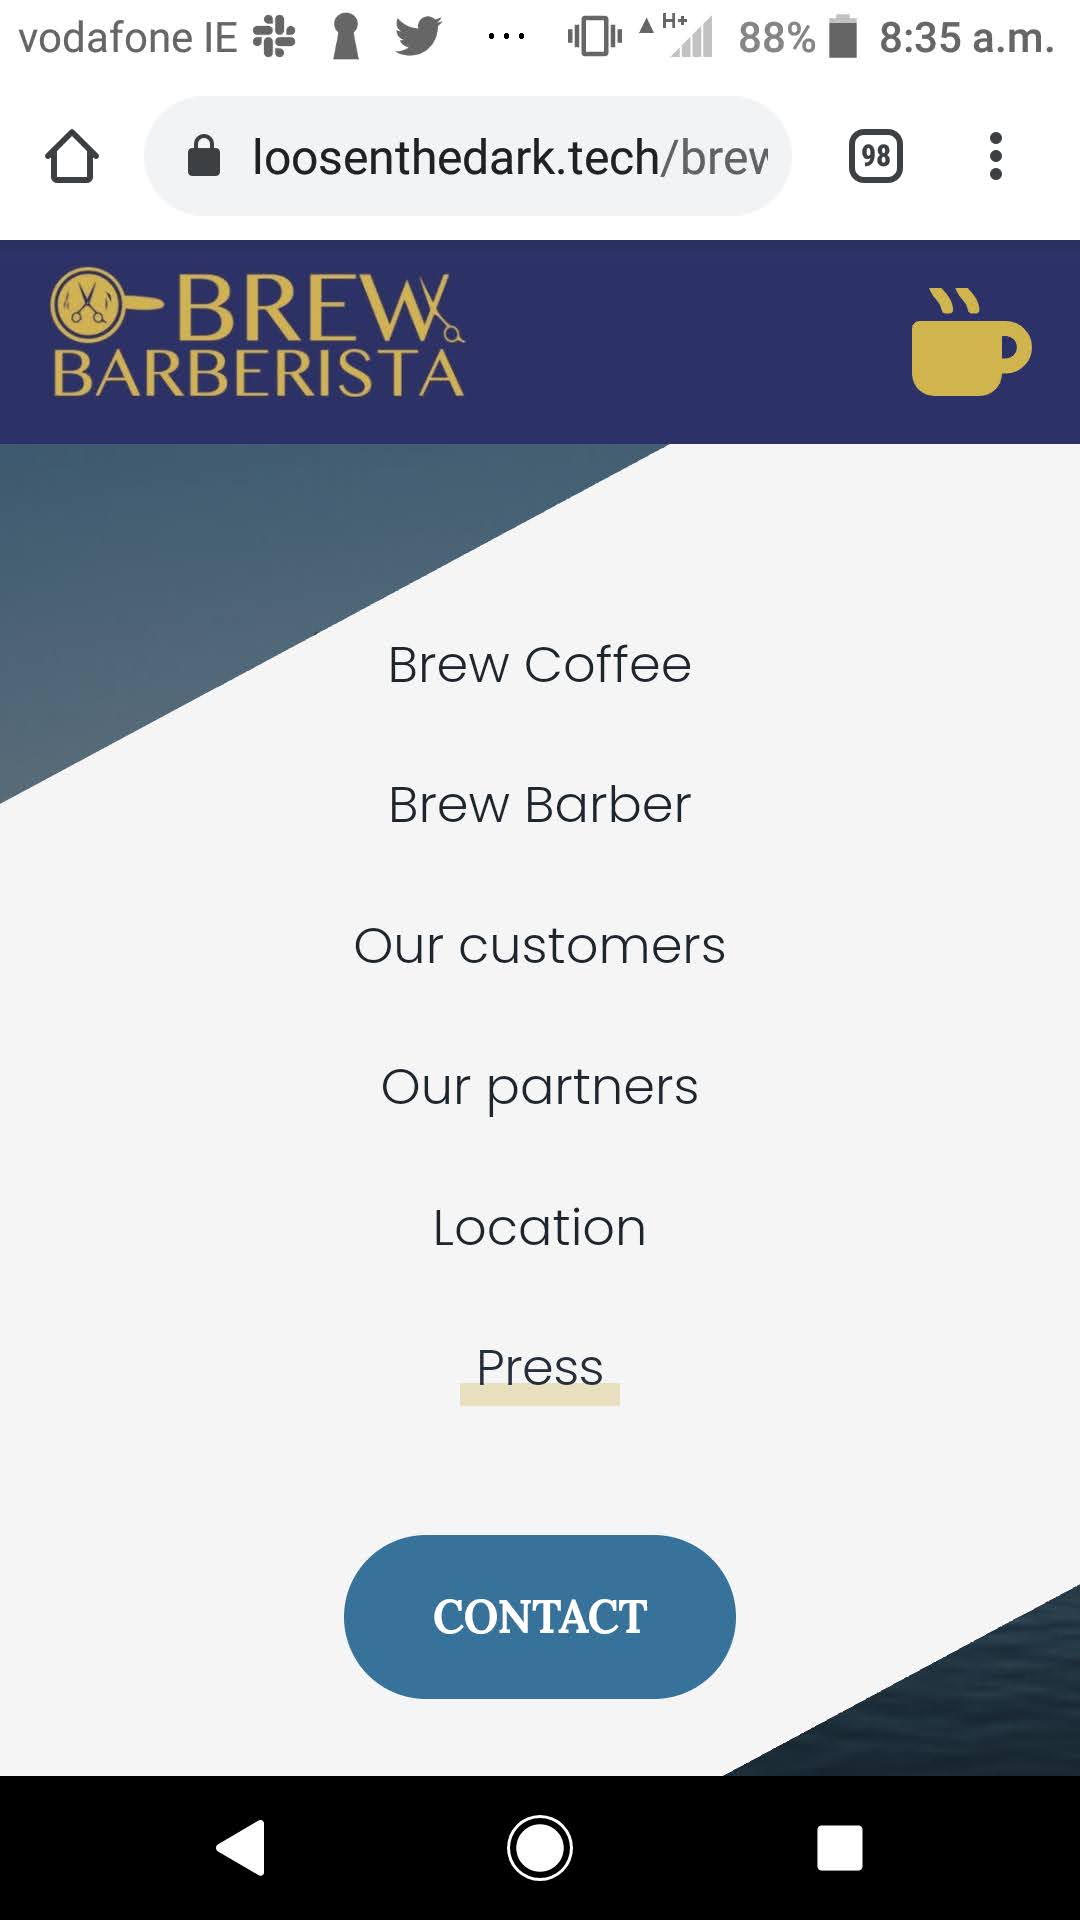 vodafone IE ... H+ 88% 8:35 a.m.
loosenthedark.tech/brew
98
BREW
BARBERISTA
Brew Coffee
Brew Barber
Our customers
Our partners
Location
Press
CONTACT